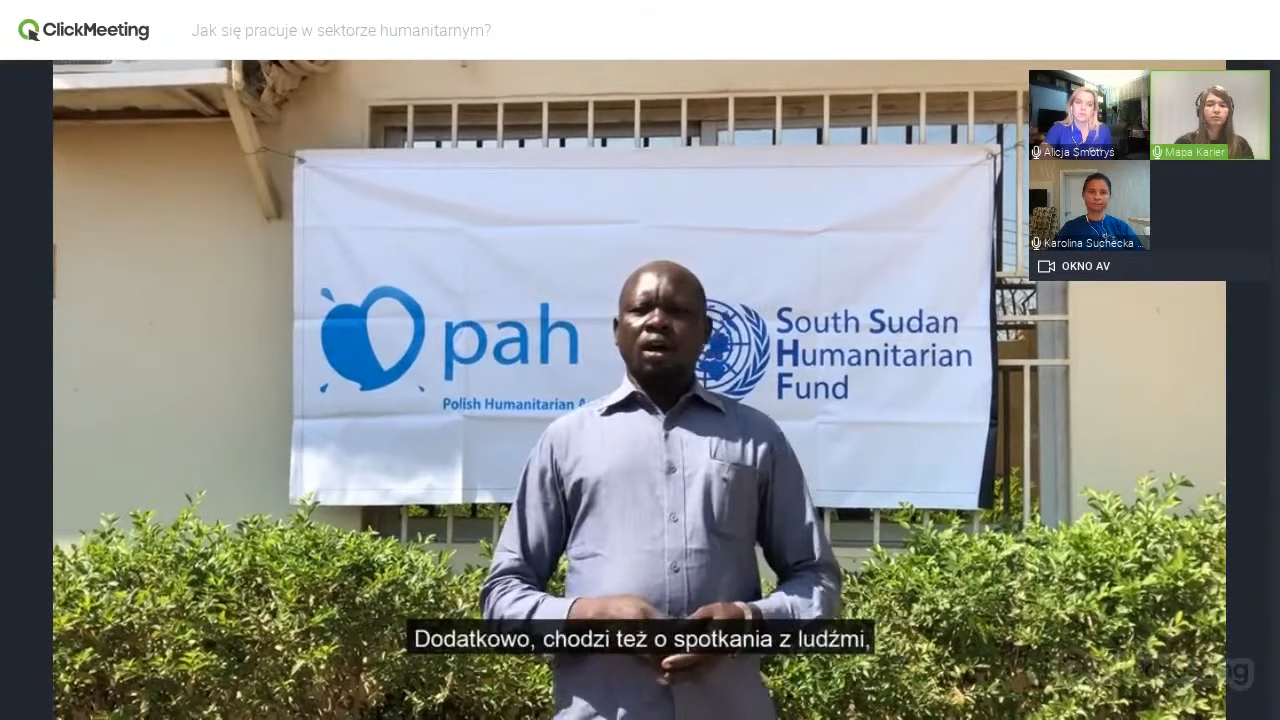 ClickMeeting
Jak się pracuje w sektorze humanitarnym?
Alicja Smotryś
Mapa Karier
Karolina Suchecka ...
OKNO AV
pah
Polish Humanitarian A
South Sudan
Humanitarian
Fund
Dodatkowo, chodzi też o spotkania z ludźmi,